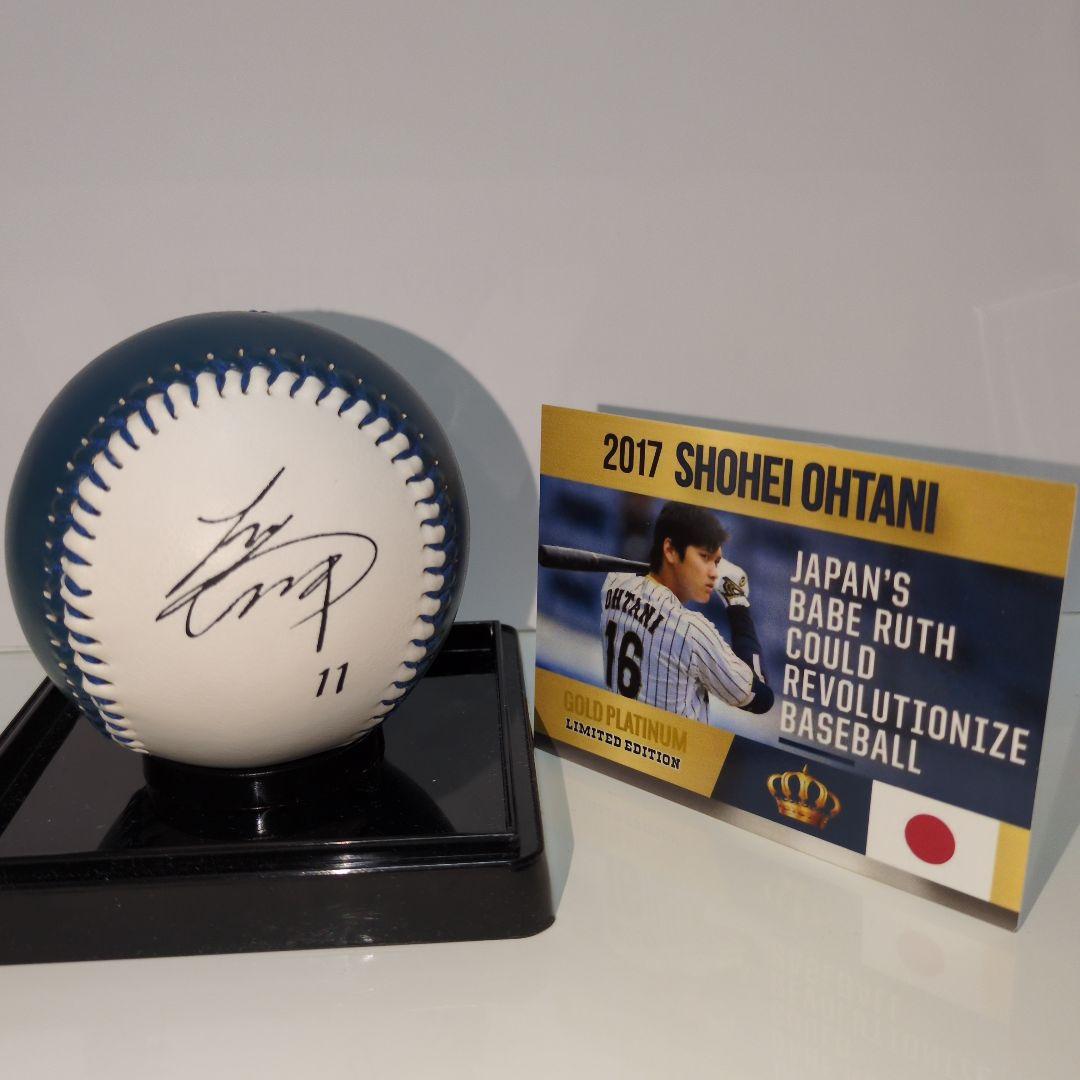 11
2017 SHOHEI OHTANI
JAPAN'S
BABE RUTH
COULD
REVOLUTIONIZE
BASEBALL
OHTANI
16
GOLD PLATINUM
LIMITED EDITION